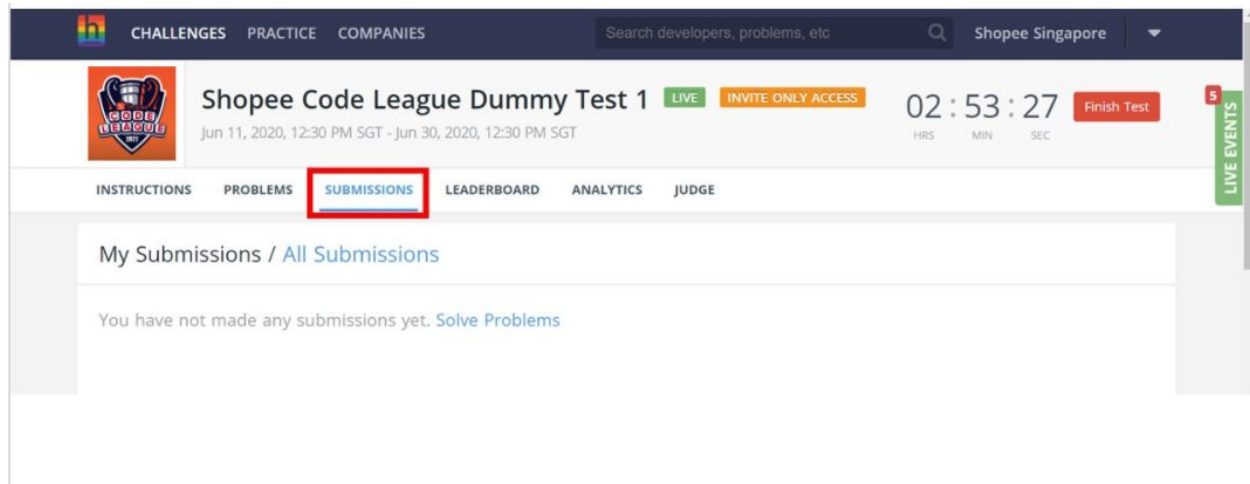 h CHALLENGES PRACTICE COMPANIES Search developers, problems, etc Shopee Singapore
CODE
LEAGUE
Shopee Code League Dummy Test 1 LIVE INVITE ONLY ACCESS
Jun 11, 2020, 12:30 PM SGT - Jun 30, 2020, 12:30 PM SGT
02 : 53 : 27
HRS MIN SEC
Finish Test
5
LIVE EVENTS
INSTRUCTIONS PROBLEMS SUBMISSIONS LEADERBOARD ANALYTICS JUDGE
My Submissions / All Submissions
You have not made any submissions yet. Solve Problems